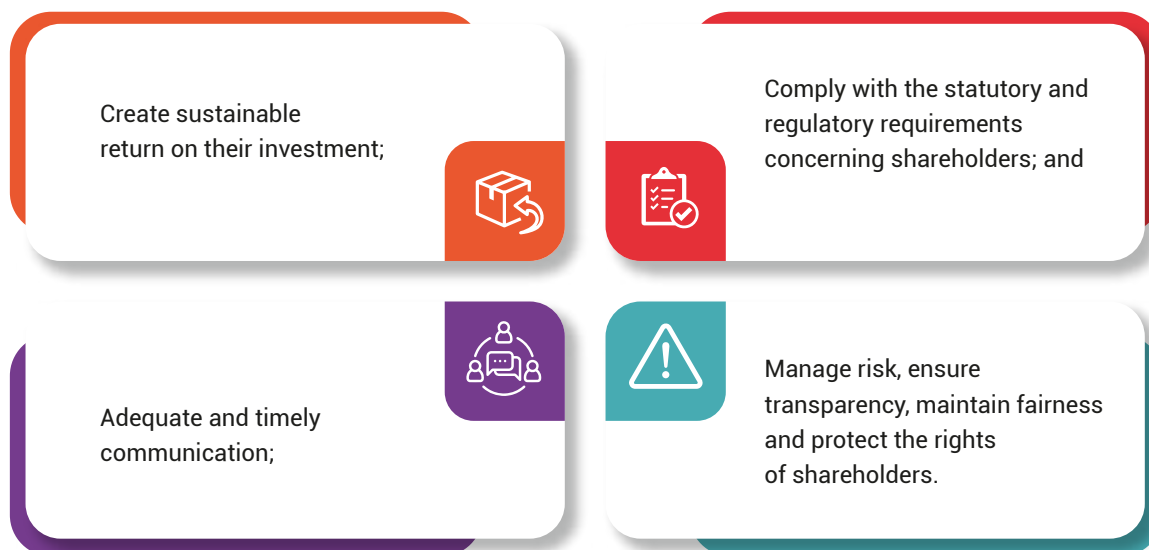 Create sustainable
return on their investment;
Adequate and timely
communication;
Comply with the statutory and
regulatory requirements
concerning shareholders; and
Manage risk, ensure
transparency, maintain fairness
and protect the rights
of shareholders.